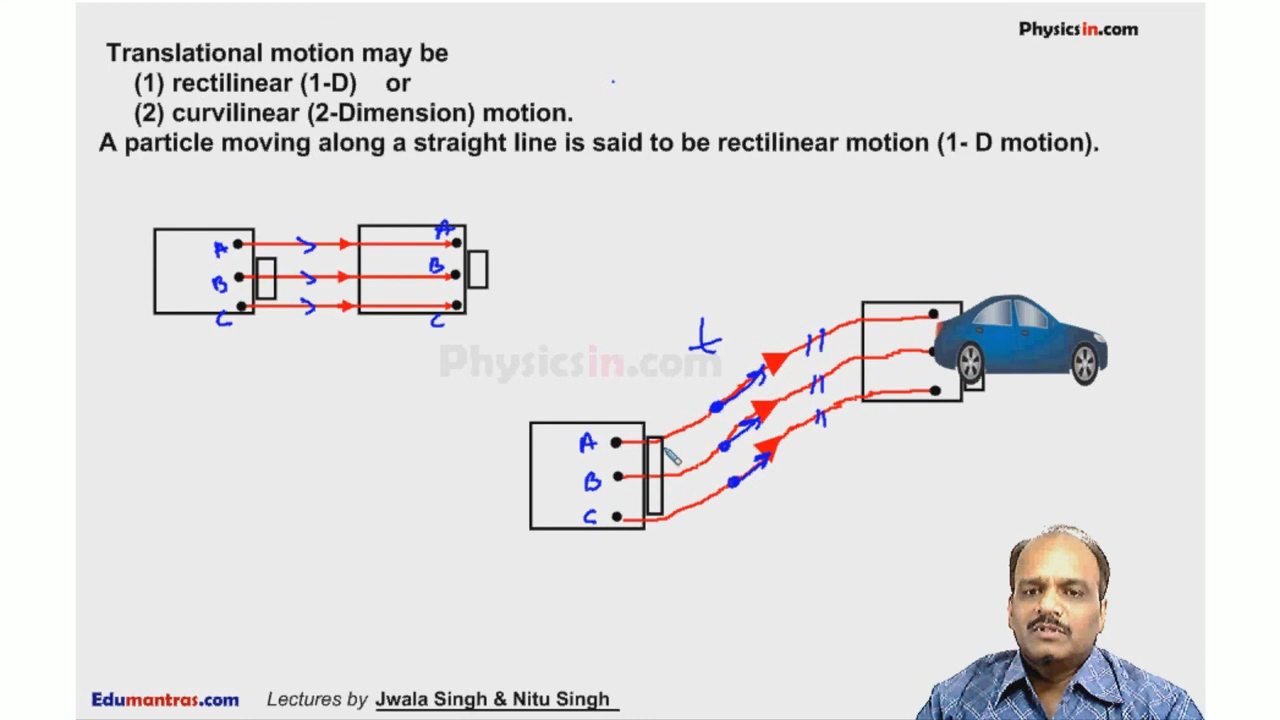 Physicsin.com
Translational motion may be
(1) rectilinear (1-D) or
(2) curvilinear (2-Dimension) motion.
A particle moving along a straight line is said to be rectilinear motion (1- D motion).
A
A
B
B
C
C
t
Physicsin.com
A
B
C
Edumantras.com
Lectures by Jwala Singh & Nitu Singh